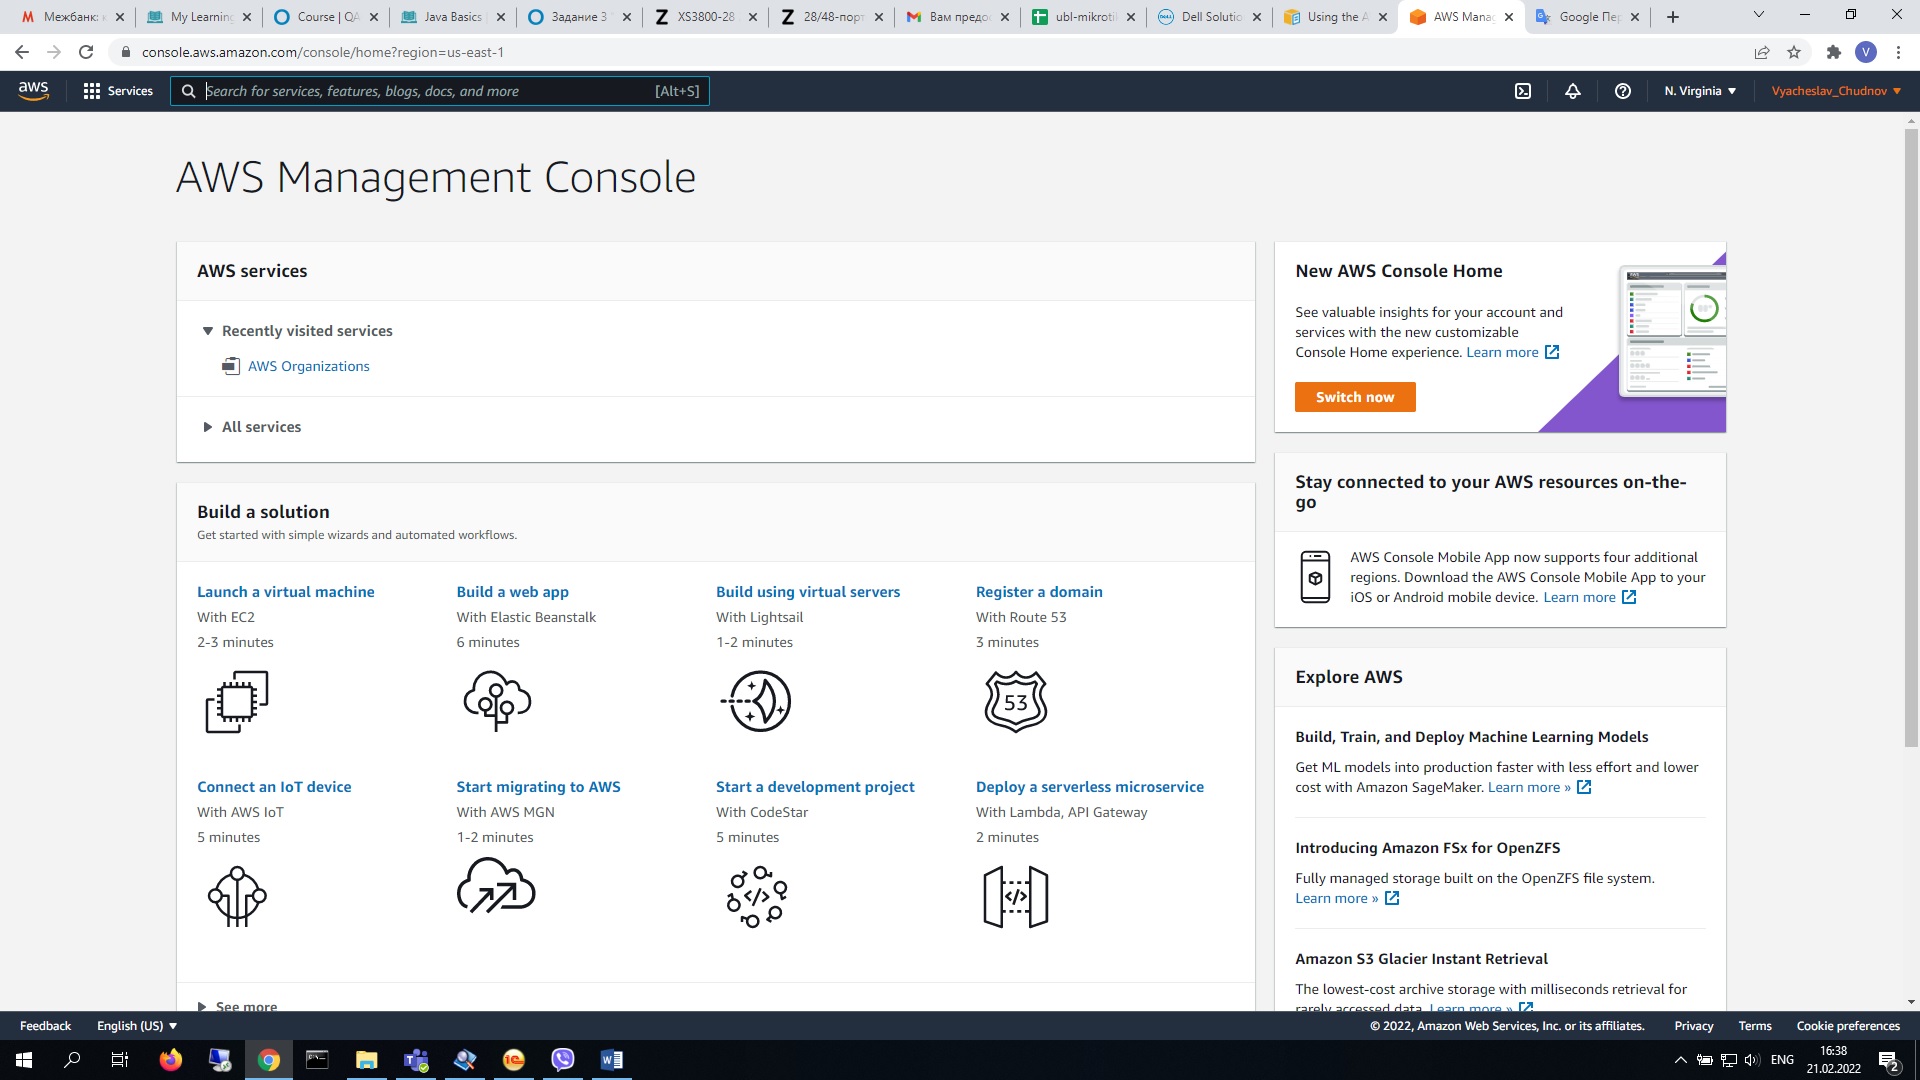 Межбанк:
My Learning
Course | QA
Java Basics
Задание 3
XS3800-28
28/48-порт
Вам предо
ubl-mikroti
Dell Solutio
Using the A
AWS Manag
Google Пер
console.aws.amazon.com/console/home?region=us-east-1
V
aws
Services
Search for services, features, blogs, docs, and more
[Alt+S]
N. Virginia
Vyacheslav_Chudnov
AWS Management Console
AWS services
Recently visited services
AWS Organizations
All services
Build a solution
Get started with simple wizards and automated workflows.
Launch a virtual machine
With EC2
2-3 minutes
Build a web app
With Elastic Beanstalk
6 minutes
Build using virtual servers
With Lightsail
1-2 minutes
Register a domain
With Route 53
3 minutes
53
Connect an IoT device
With AWS IoT
5 minutes
Start migrating to AWS
With AWS MGN
1-2 minutes
Start a development project
With CodeStar
5 minutes
Deploy a serverless microservice
With Lambda, API Gateway
2 minutes
See more
New AWS Console Home
See valuable insights for your account and
services with the new customizable
Console Home experience. Learn more
Switch now
Stay connected to your AWS resources on-the-
go
AWS Console Mobile App now supports four additional
regions. Download the AWS Console Mobile App to your
iOS or Android mobile device. Learn more
Explore AWS
Build, Train, and Deploy Machine Learning Models
Get ML models into production faster with less effort and lower
cost with Amazon SageMaker. Learn more »
Introducing Amazon FSx for OpenZFS
Fully managed storage built on the OpenZFS file system.
Learn more »
Amazon S3 Glacier Instant Retrieval
The lowest-cost archive storage with milliseconds retrieval for
rarely accessed data. Learn more »
Feedback
English (US)
© 2022, Amazon Web Services, Inc. or its affiliates.
Privacy
Terms
Cookie preferences
ENG
16:38
21.02.2022
2